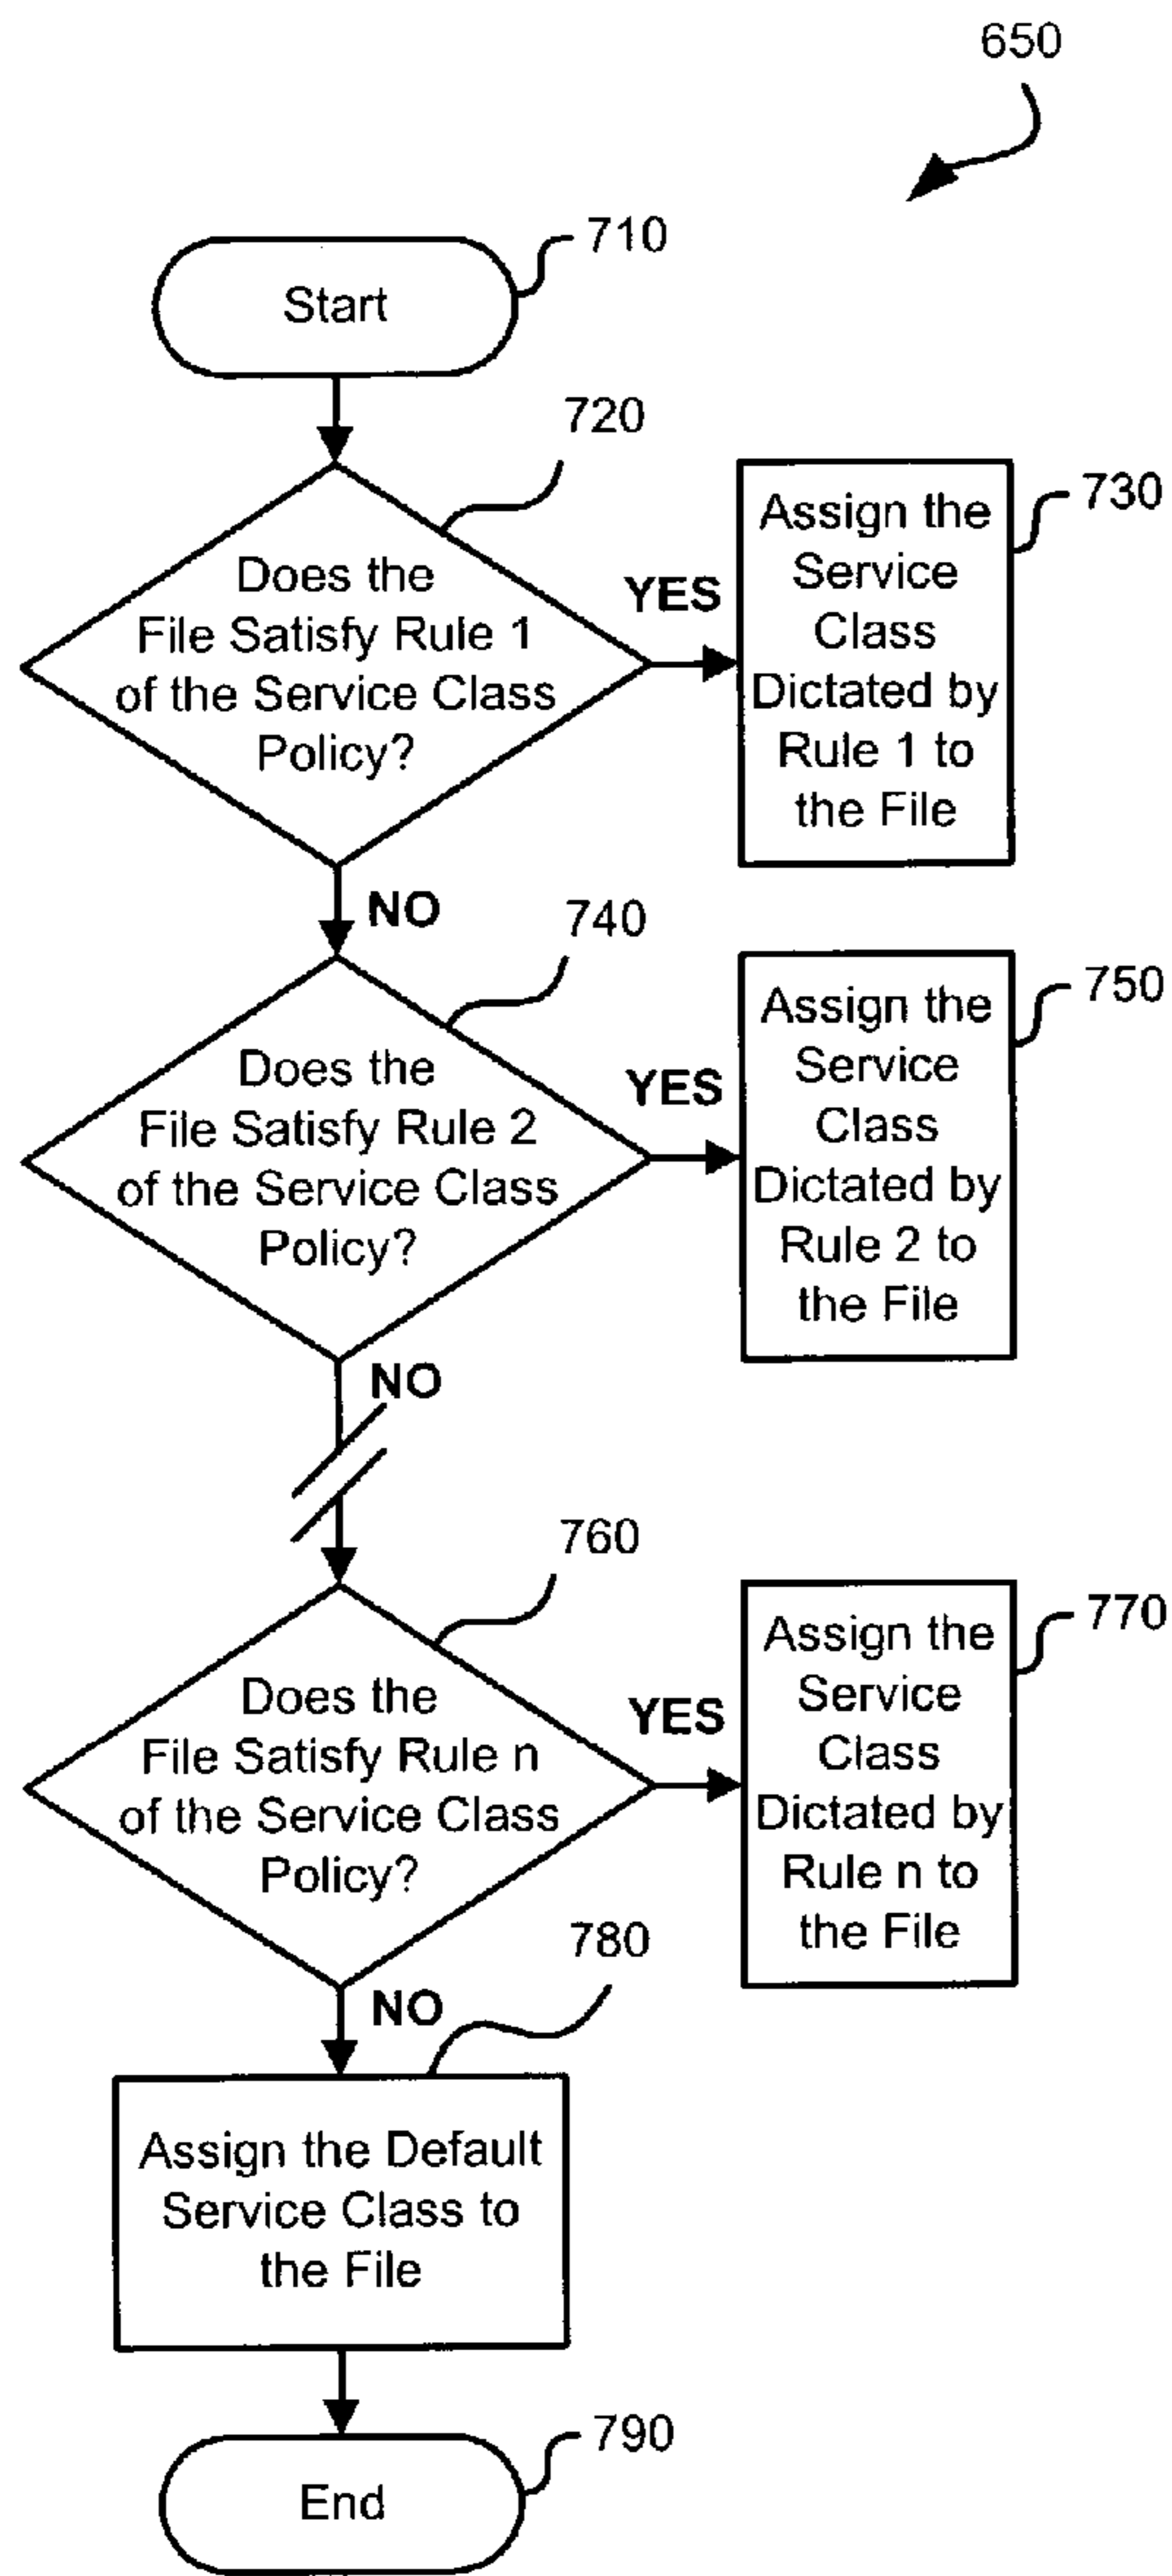 650
710
Start
720
Does the
File Satisfy Rule 1
of the Service Class
Policy?
YES
730
Assign the
Service
Class
Dictated by
Rule 1 to
the File
NO
740
Does the
File Satisfy Rule 2
of the Service Class
Policy?
YES
750
Assign the
Service
Class
Dictated by
Rule 2 to
the File
NO
760
Does the
File Satisfy Rule n
of the Service Class
Policy?
YES
770
Assign the
Service
Class
Dictated by
Rule n to
the File
NO
780
Assign the Default
Service Class to
the File
790
End